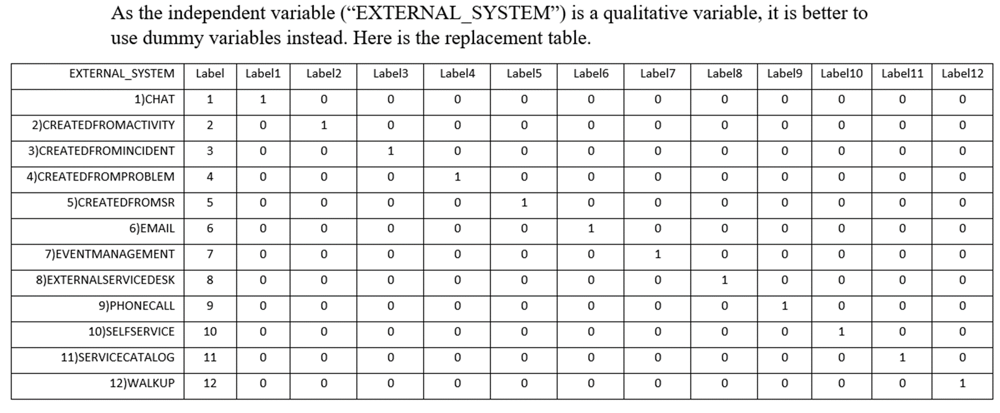 As the independent variable (“EXTERNAL_SYSTEM”) is a qualitative variable, it is better to
use dummy variables instead. Here is the replacement table.
EXTERNAL_SYSTEM Label Label1 Label2 Label3 Label4 Label5 Label6 Label7 Label8 Label9 Label10 Label11 Label12
1)CHAT 1 1 0 0 0 0 0 0 0 0 0 0 0
2)CREATEDFROMACTIVITY 2 0 1 0 0 0 0 0 0 0 0 0 0
3)CREATEDFROMINCIDENT 3 0 0 1 0 0 0 0 0 0 0 0 0
4)CREATEDFROMPROBLEM 4 0 0 0 1 0 0 0 0 0 0 0 0
5)CREATEDFROMSR 5 0 0 0 0 1 0 0 0 0 0 0 0
6)EMAIL 6 0 0 0 0 0 1 0 0 0 0 0 0
7)EVENTMANAGEMENT 7 0 0 0 0 0 0 1 0 0 0 0 0
8)EXTERNALSERVICEDESK 8 0 0 0 0 0 0 0 1 0 0 0 0
9)PHONECALL 9 0 0 0 0 0 0 0 0 1 0 0 0
10)SELFSERVICE 10 0 0 0 0 0 0 0 0 0 1 0 0
11)SERVICECATALOG 11 0 0 0 0 0 0 0 0 0 0 1 0
12)WALKUP 12 0 0 0 0 0 0 0 0 0 0 0 1